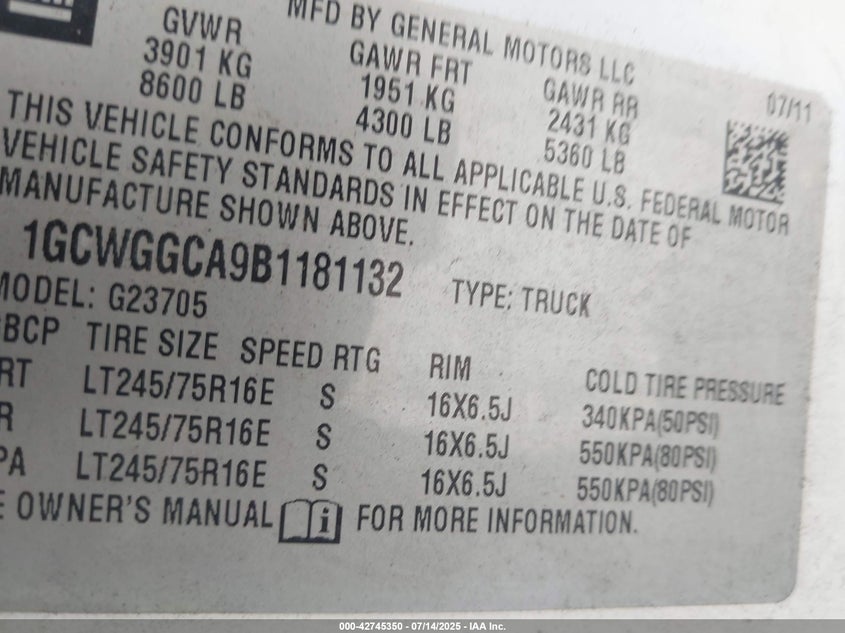 MFD BY GENERAL MOTORS LLC
07/11
GVWR GAWR FRT GAWR RR
3901 KG 1951 KG 2431 KG
8600 LB 4300 LB 5360 LB
THIS VEHICLE CONFORMS TO ALL APPLICABLE U.S. FEDERAL MOTOR
VEHICLE SAFETY STANDARDS IN EFFECT ON THE DATE OF
MANUFACTURE SHOWN ABOVE.
1GCWGGCA9B1181132 TYPE: TRUCK
MODEL: G23705
GBCP TIRE SIZE SPEED RTG RIM COLD TIRE PRESSURE
RT LT245/75R16E S 16X6.5J 340KPA(50PSI)
R LT245/75R16E S 16X6.5J 550KPA(80PSI)
PA LT245/75R16E S 16X6.5J 550KPA(80PSI)
E OWNER'S MANUAL FOR MORE INFORMATION.
000-42745350 - 07/14/2025 - IAA Inc.